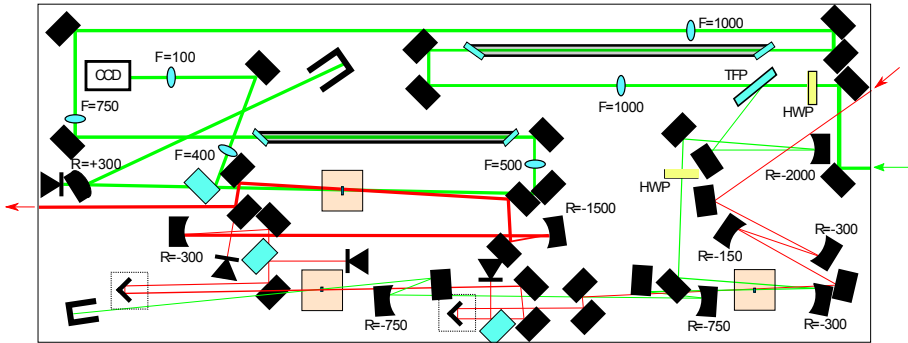 F=1000
F=100
CCD
TFP
F=750
F=1000
HWP
R=+300
F=400
F=500
HWP
R=-2000
R=-1500
R=-300
R=-150
R=-300
R=-750
R=-750
R=-300